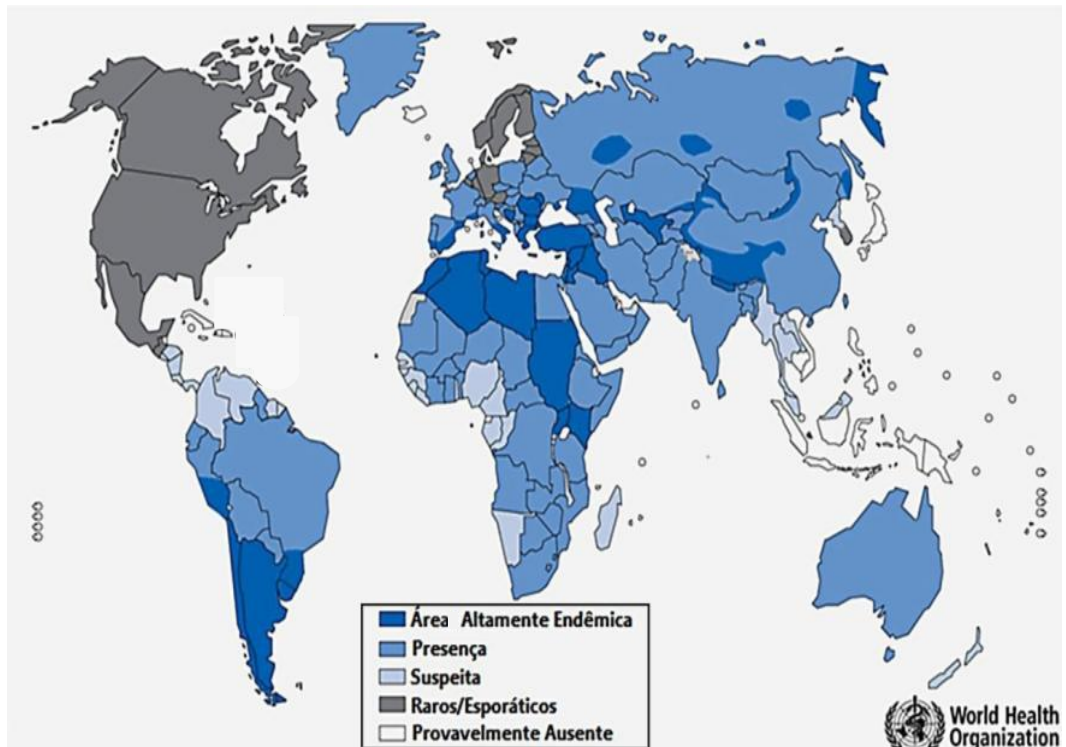 Área Altamente Endêmica
Presença
Suspeita
Raros/Esporáticos
Provavelmente Ausente
World Health
Organization